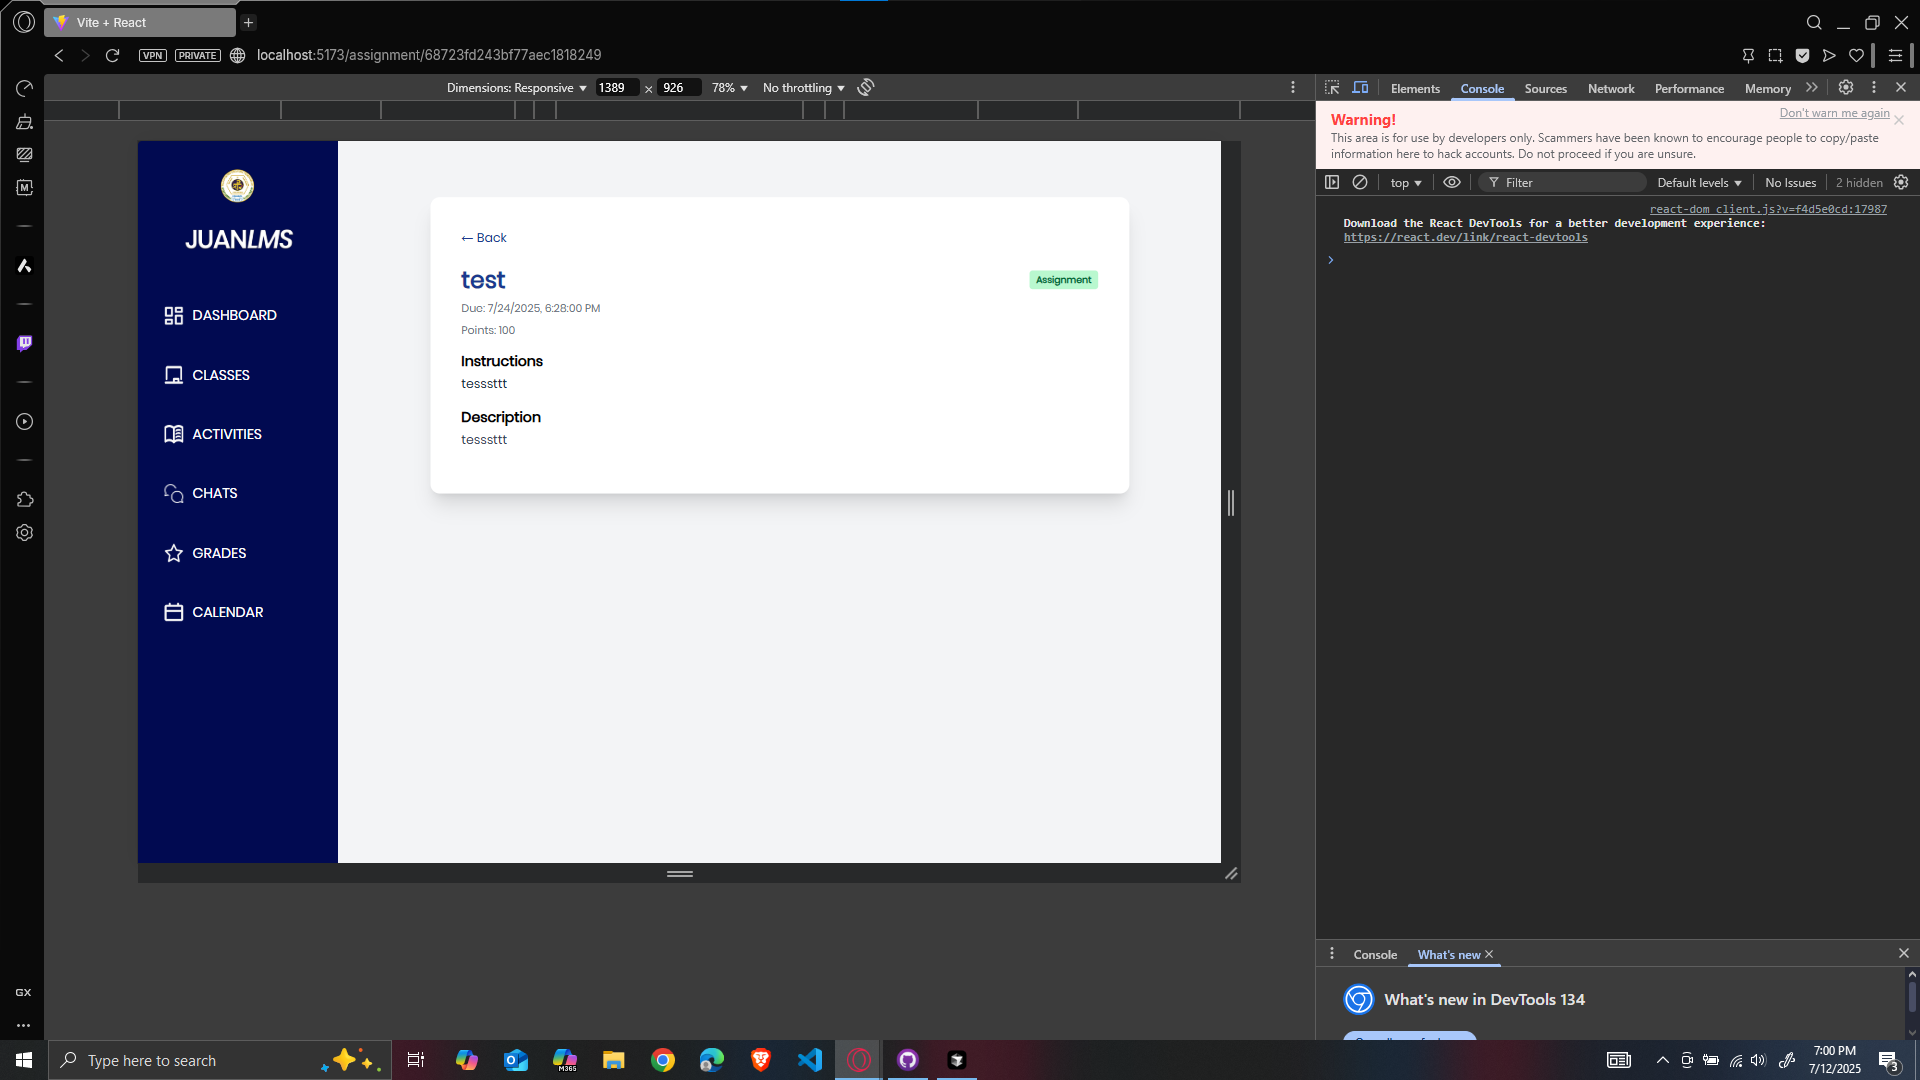 Vite + React
VPN PRIVATE localhost:5173/assignment/68723fd243bf77aec1818249
Dimensions: Responsive 1389 × 926 78% No throttling
Elements Console Sources Network Performance Memory
Warning!
Don't warn me again
This area is for use by developers only. Scammers have been known to encourage people to copy/paste
information here to hack accounts. Do not proceed if you are unsure.
top Filter Default levels No Issues 2 hidden
react-dom client.js?v=f4d5e0cd:17987
Download the React DevTools for a better development experience:
https://react.dev/link/react-devtools
JUANLMS
DASHBOARD
CLASSES
ACTIVITIES
CHATS
GRADES
CALENDAR
← Back
test
Assignment
Due: 7/24/2025, 6:28:00 PM
Points: 100
Instructions
tesssttt
Description
tesssttt
Console What's new
What's new in DevTools 134
GX
Type here to search
M365
7:00 PM
7/12/2025
3